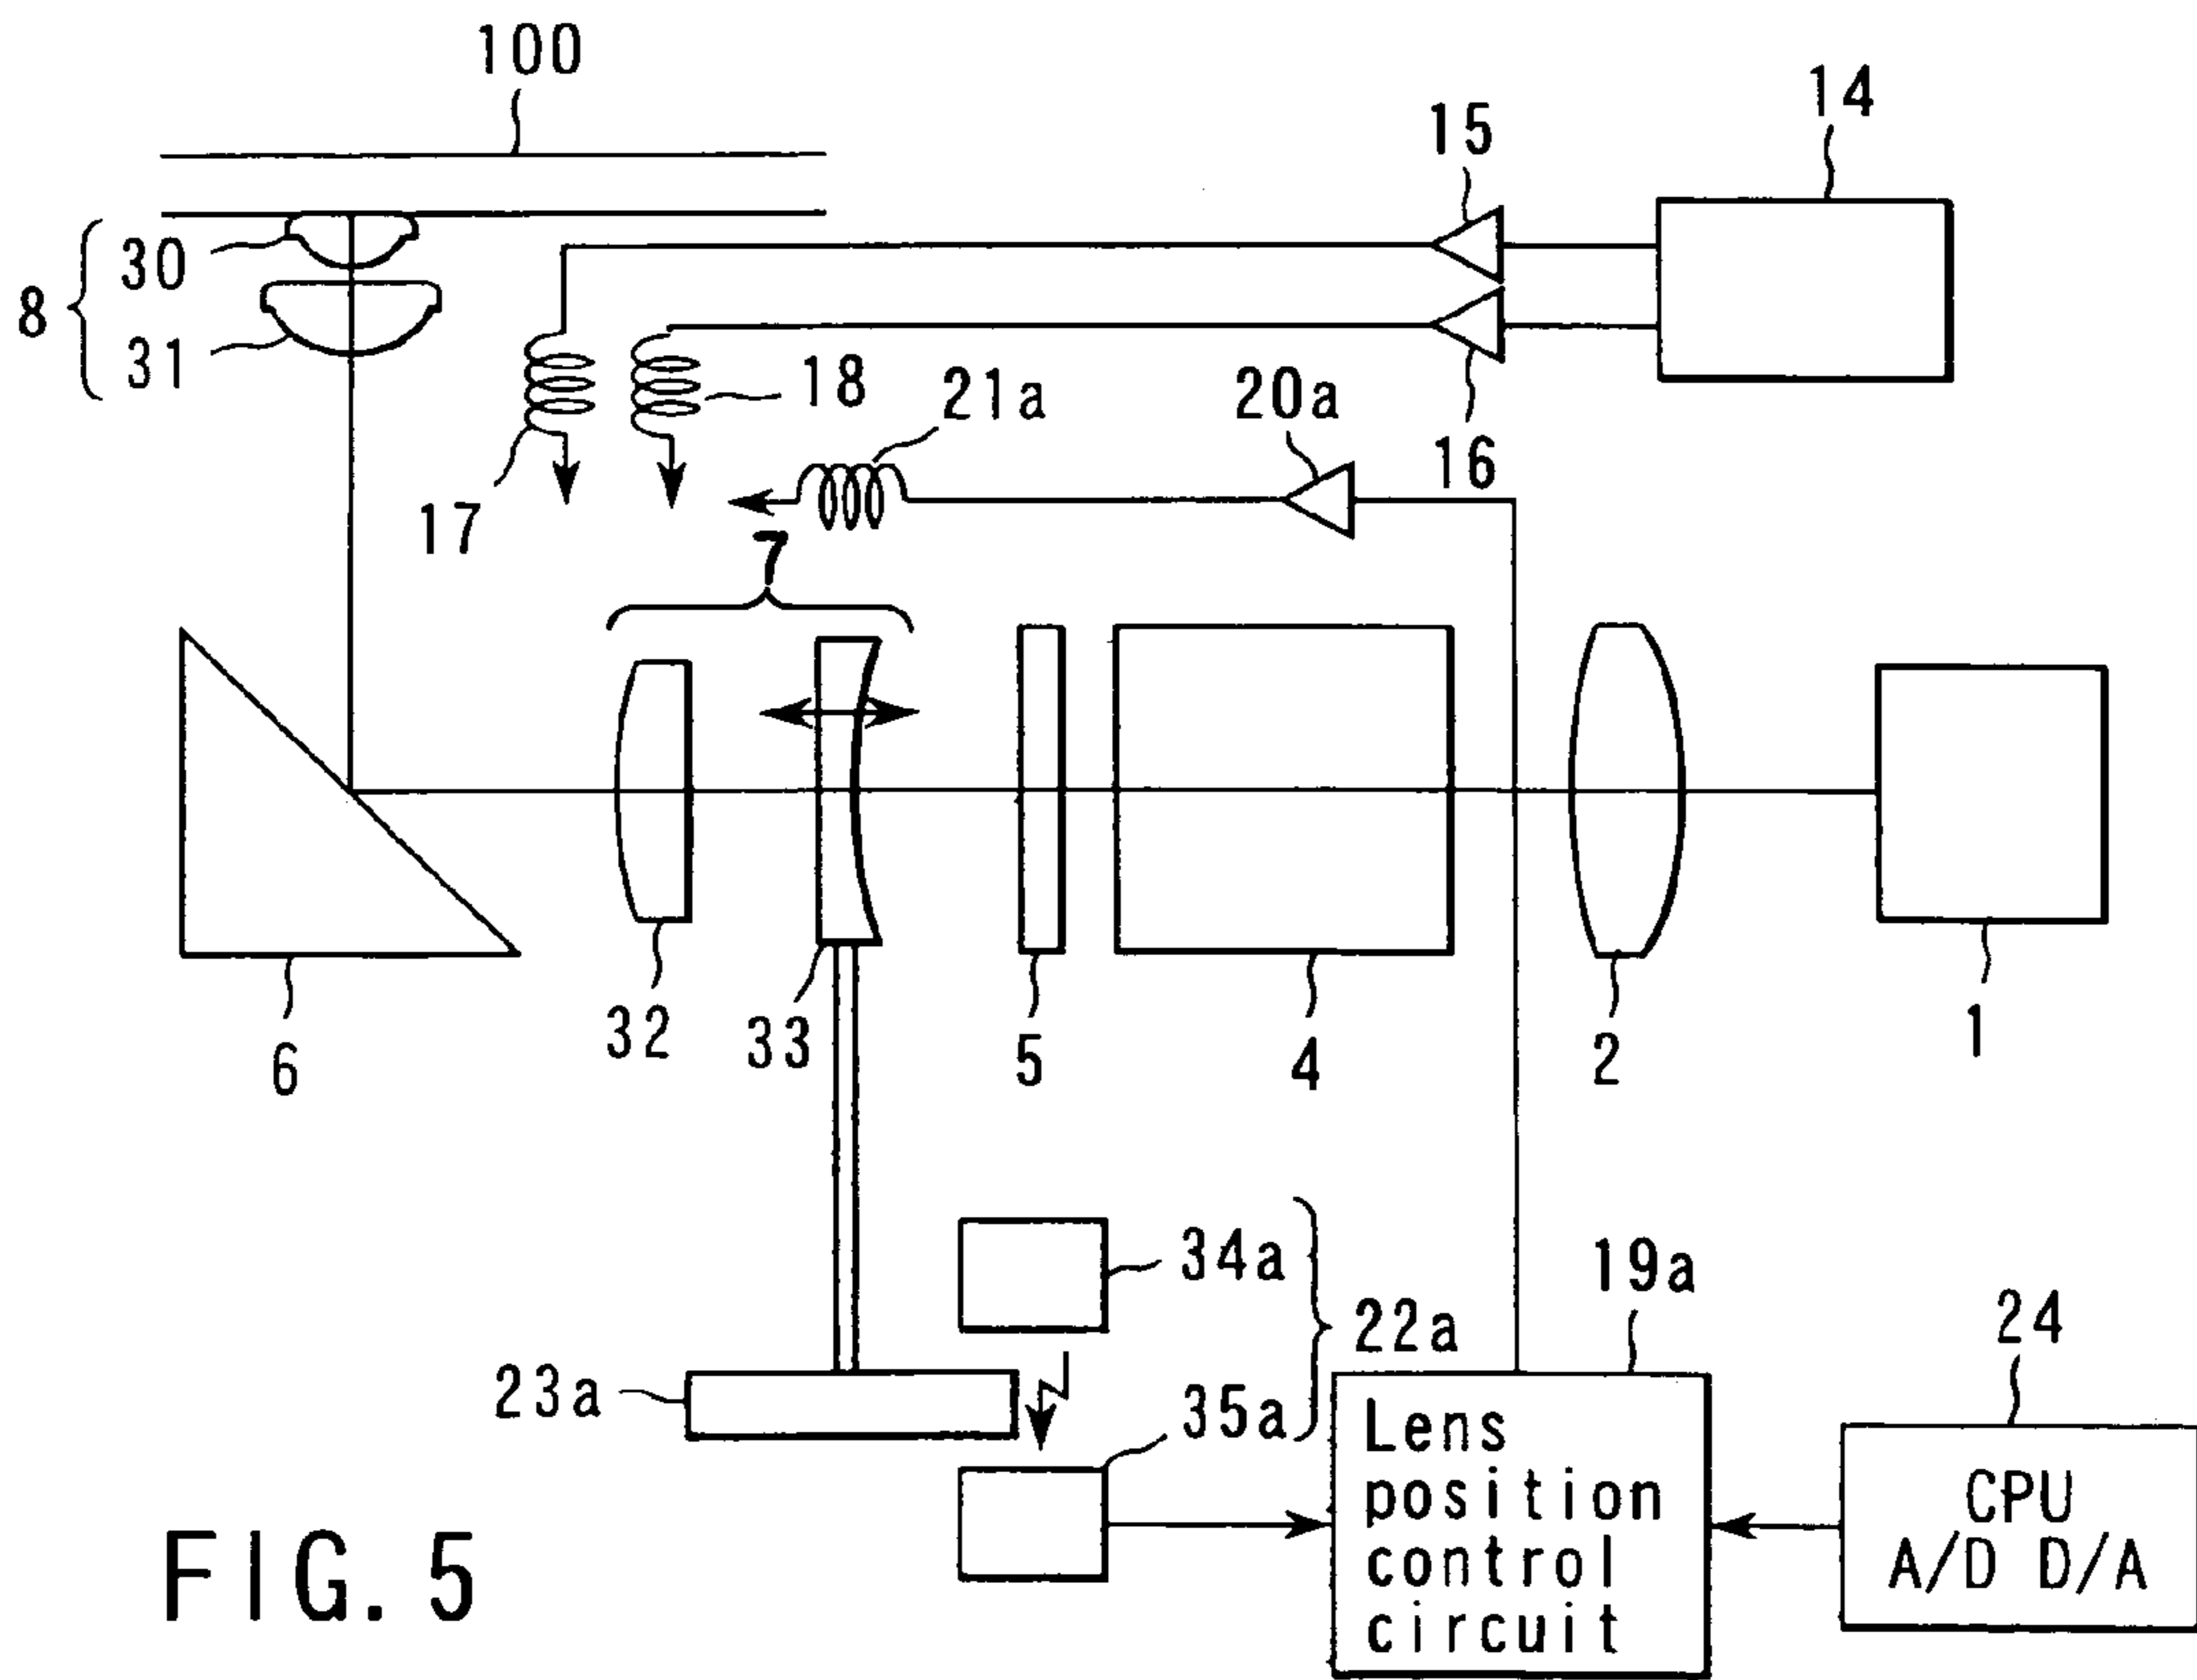 100
14
15
30
8
31
18
21a
20a
16
17
7
32
33
5
4
2
1
6
34a
19a
22a
24
23a
35a
Lens
position
control
circuit
CPU
A/D D/A
FIG. 5